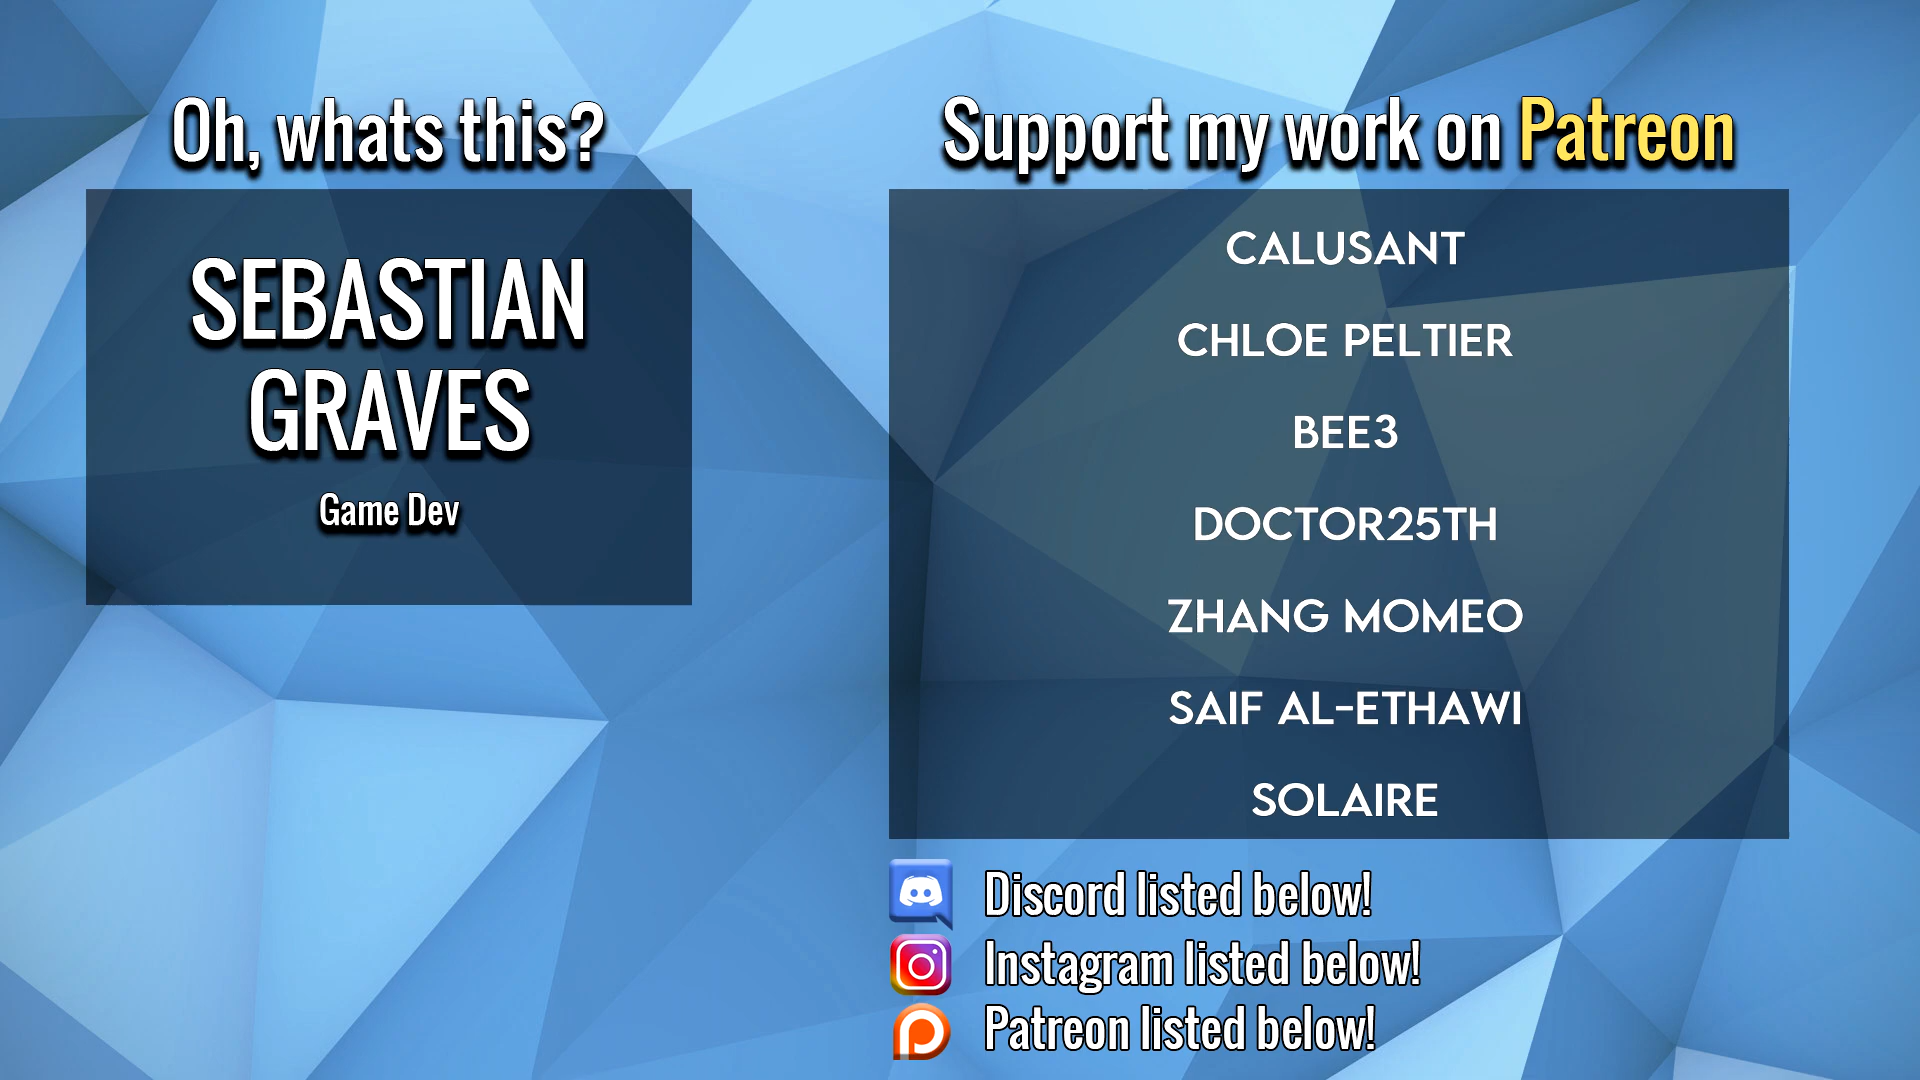 Oh, whats this?
SEBASTIAN
GRAVES
Game Dev
Support my work on Patreon
CALUSANT
CHLOE PELTIER
BEE3
DOCTOR25TH
ZHANG MOMEO
SAIF AL-ETHAWI
SOLAIRE
Discord listed below!
Instagram listed below!
Patreon listed below!